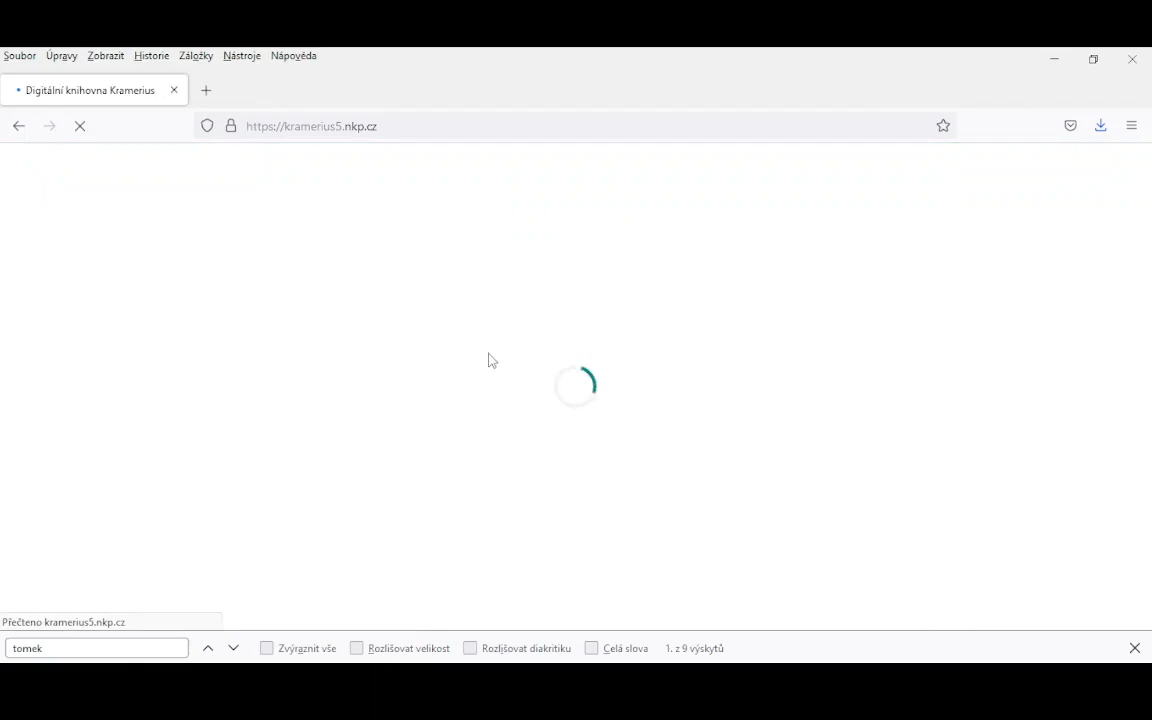 Soubor Úpravy Zobrazit Historie Záložky Nástroje Nápověda
Digitální knihovna Kramerius
https://kramerius5.nkp.cz
Přečteno kramerius5.nkp.cz
tomek Zvýraznit vše Rozlišovat velikost Rozlišovat diakritiku Celá slova 1. z 9 výskytů